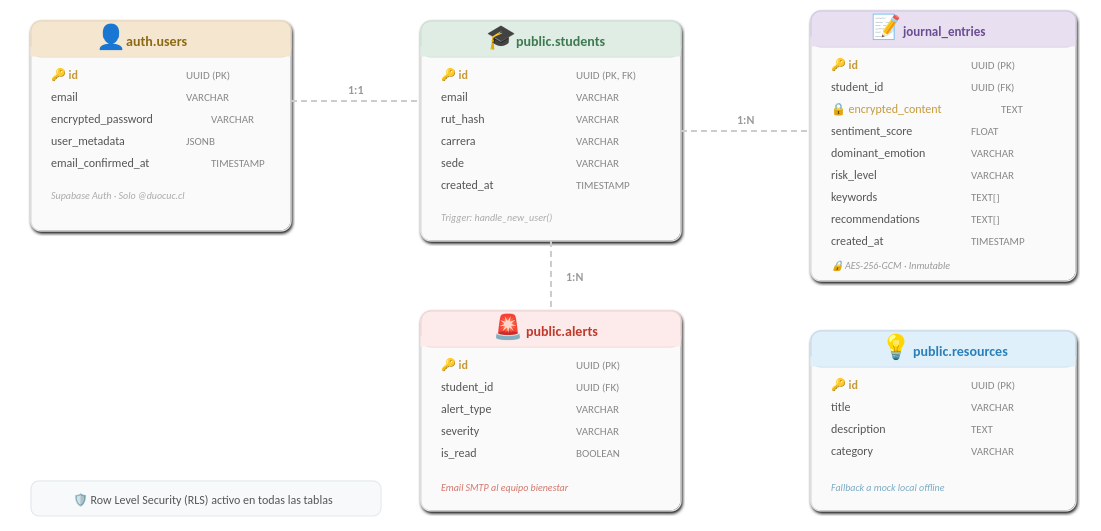 auth.users
🔑 id UUID (PK)
email VARCHAR
encrypted_password VARCHAR
user_metadata JSONB
email_confirmed_at TIMESTAMP
Supabase Auth · Solo @duocuc.cl
1:1
public.students
🔑 id UUID (PK, FK)
email VARCHAR
rut_hash VARCHAR
carrera VARCHAR
sede VARCHAR
created_at TIMESTAMP
Trigger: handle_new_user()
1:N
journal_entries
🔑 id UUID (PK)
student_id UUID (FK)
🔒 encrypted_content TEXT
sentiment_score FLOAT
dominant_emotion VARCHAR
risk_level VARCHAR
keywords TEXT[]
recommendations TEXT[]
created_at TIMESTAMP
🔐 AES-256-GCM · Inmutable
1:N
public.alerts
🔑 id UUID (PK)
student_id UUID (FK)
alert_type VARCHAR
severity VARCHAR
is_read BOOLEAN
Email SMTP al equipo bienestar
public.resources
🔑 id UUID (PK)
title VARCHAR
description TEXT
category VARCHAR
Fallback a mock local offline
🛡️ Row Level Security (RLS) activo en todas las tablas